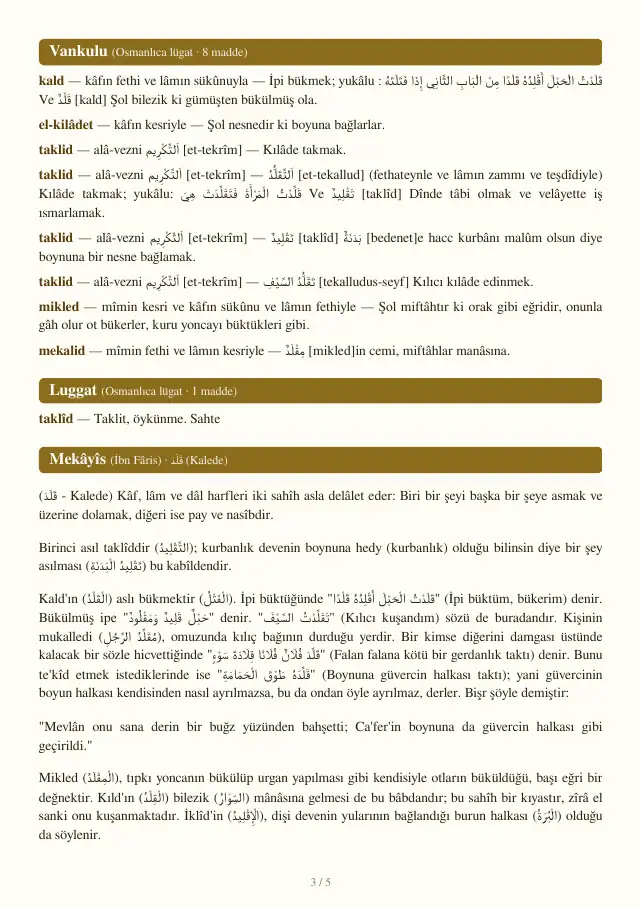 Vankulu (Osmanlıca lügat · 8 madde)
kald — kâfın fethi ve lâmın sükûnuyla — İpi bükmek; yukâlu : قَلَدْتُ الْحَبْلَ أَقْلِدُهُ قَلْدًا مِنَ الْبَابِ الثَّانِي إِذَا فَتَلْتَهُ
Ve قَلْدٌ [kald] Şol bilezik ki gümüşten bükülmüş ola.
el-kilâdet — kâfın kesriyle — Şol nesnedir ki boyuna bağlarlar.
taklid — alâ-vezni اَلتَّكْرِيم [et-tekrîm] — Kılâde takmak.
taklid — alâ-vezni اَلتَّكْرِيم [et-tekrîm] — اَلتَّقَلُّدُ [et-tekallud] (fethateynle ve lâmın zammı ve teşdîdiyle)
Kılâde takmak; yukâlu: قَلَّدْتُ الْمَرْأَةَ فَتَقَلَّدَتْ هِيَ Ve تَقْلِيدٌ [taklîd] Dînde tâbi olmak ve velâyette iş
ısmarlamak.
taklid — alâ-vezni اَلتَّكْرِيم [et-tekrîm] — تَقْلِيدٌ [taklîd] بَدَنَةٌ [bedenet]e hacc kurbânı malûm olsun diye
boynuna bir nesne bağlamak.
taklid — alâ-vezni اَلتَّكْرِيم [et-tekrîm] — تَقَلُّدُ السَّيْفِ [tekalludus-seyf] Kılıcı kılâde edinmek.
mikled — mîmin kesri ve kâfın sükûnu ve lâmın fethiyle — Şol miftâhtır ki orak gibi eğridir, onunla
gâh olur ot bükerler, kuru yoncayı büktükleri gibi.
mekalid — mîmin fethi ve lâmın kesriyle — مِقْلَدٌ [mikled]in cemi, miftâhlar manâsına.
Luggat (Osmanlıca lügat · 1 madde)
taklîd — Taklit, öykünme. Sahte
Mekâyîs (İbn Fâris) · قَلَدَ (Kalede)
(قَلَدَ - Kalede) Kâf, lâm ve dâl harfleri iki sahîh asla delâlet eder: Biri bir şeyi başka bir şeye asmak ve
üzerine dolamak, diğeri ise pay ve nasîbdir.
Birinci asıl taklîddir (التَّقْلِيدُ); kurbanlık devenin boynuna hedy (kurbanlık) olduğu bilinsin diye bir şey
asılması (تَقْلِيدُ الْبَدَنَةِ) bu kabîldendir.
Kald'ın (الْقَلْدُ) aslı bükmektir (الْفَتْلُ). İpi büktüğünde "قَلَدْتُ الْحَبْلَ أَقْلِدُهُ قَلْدًا" (İpi büktüm, bükerim) denir.
Bükülmüş ipe "حَبْلٌ قَلِيدٌ وَمَقْلُودٌ" denir. "تَقَلَّدْتُ السَّيْفَ" (Kılıcı kuşandım) sözü de buradandır. Kişinin
mukalledi (مُقَلَّدُ الرَّجُلِ), omuzunda kılıç bağının durduğu yerdir. Bir kimse diğerini damgası üstünde
kalacak bir sözle hicvettiğinde "قَلَّدَ فُلَانٌ فُلَانًا قِلَادَةَ سَوْءٍ" (Falan falana kötü bir gerdanlık taktı) denir. Bunu
te'kîd etmek istediklerinde ise "قَلَّدَهُ طَوْقَ الْحَمَامَةِ" (Boynuna güvercin halkası taktı); yani güvercinin
boyun halkası kendisinden nasıl ayrılmazsa, bu da ondan öyle ayrılmaz, derler. Bişr şöyle demiştir:
"Mevlân onu sana derin bir buğz yüzünden bahşetti; Ca'fer'in boynuna da güvercin halkası gibi
geçirildi."
Mikled (الْمِقْلَدُ), tıpkı yoncanın bükülüp urgan yapılması gibi kendisiyle otların büküldüğü, başı eğri bir
değnektir. Kıld'ın (الْقِلْدُ) bilezik (السِّوَارُ) mânâsına gelmesi de bu bâbdandır; bu sahîh bir kıyastır, zîrâ el
sanki onu kuşanmaktadır. İklîd'in (الْإِقْلِيدُ), dişi devenin yularının bağlandığı burun halkası (الْبُرَةُ) olduğu
da söylenir.
3 / 5